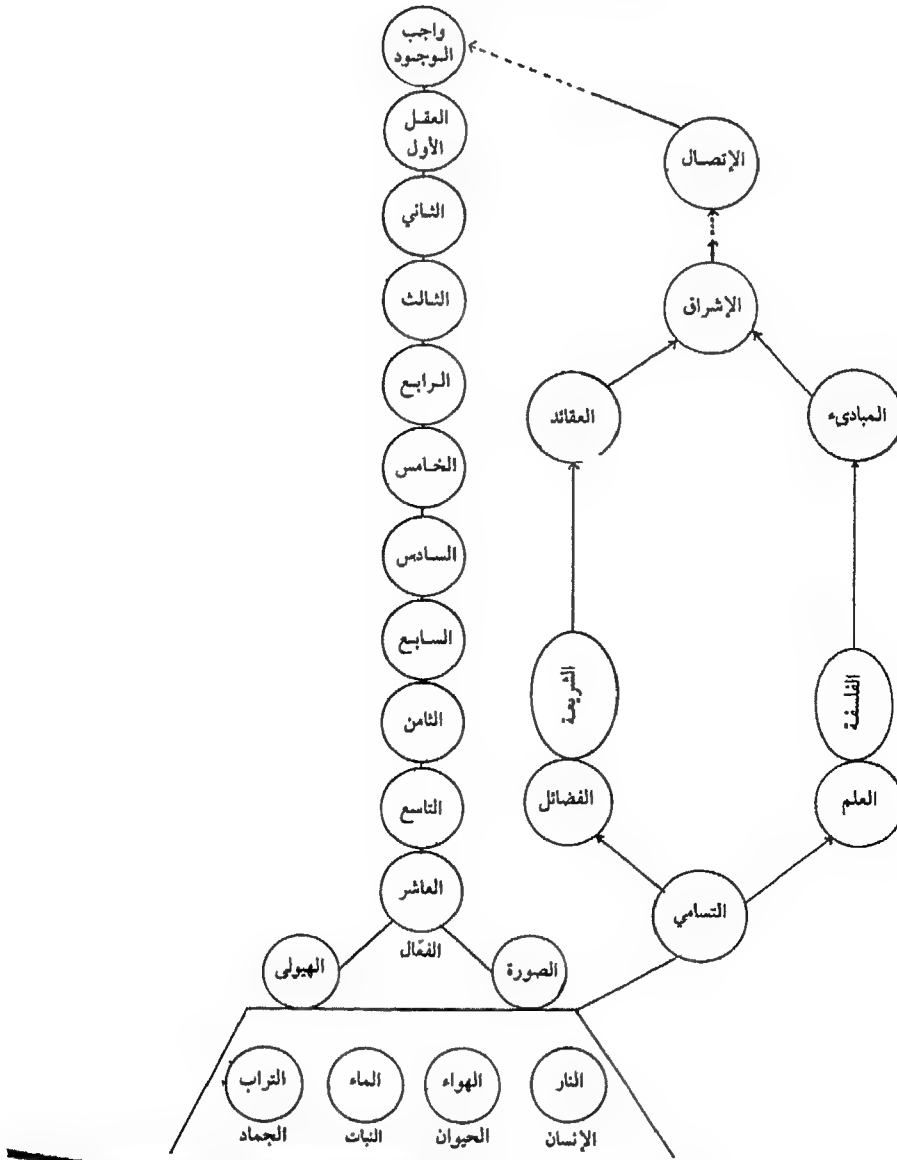 واجب
الوجود
العقل
الأول
الإتصال
الثاني
الثالث
الإشراق
الرابع
العقائد
المبادىء
الخامس
السادس
السابع
الشريعة
الفلسفة
الثامن
التاسع
الفضائل
العلم
العاشر
الفعّال
التسامي
الهيولى
الصورة
التراب
الماء
الهواء
النار
الجماد
النبات
الحيوان
الإنسان